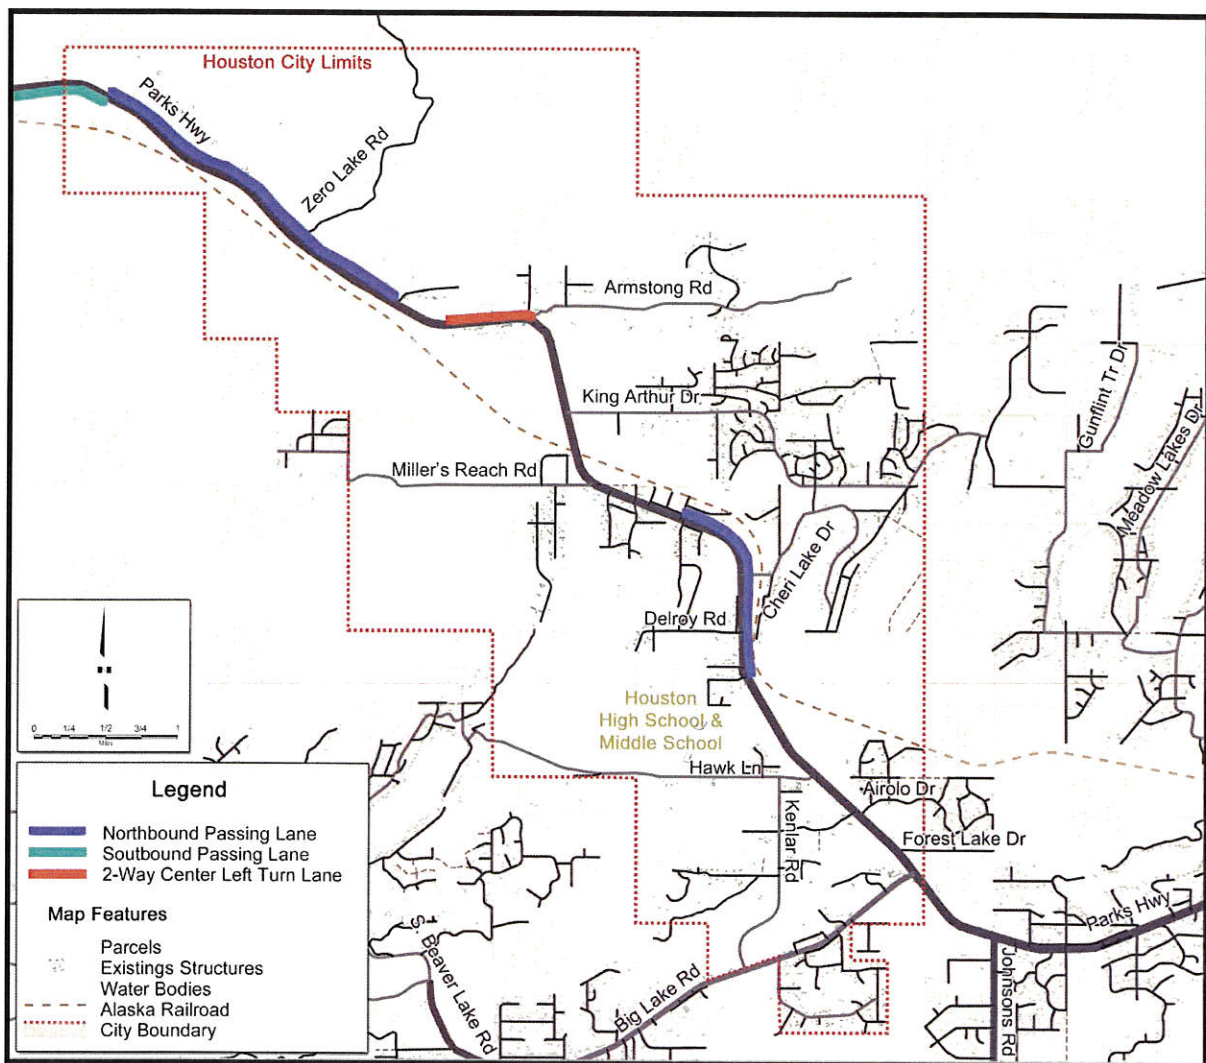 Houston City Limits
Parks Hwy
Zero Lake Rd
Armstong Rd
King Arthur Dr
Gunflint Tr Dr
Meadow Lakes Dr
Miller's Reach Rd
Cheri Lake Dr
Delroy Rd
Houston
High School &
Middle School
Hawk Ln
Airolo Dr
Kenlar Rd
Forest Lake Dr
Parks Hwy
S. Beaver Lake Rd
Big Lake Rd
Johnsons Rd
0 1/4 1/2 3/4 1
Miles
Legend
Northbound Passing Lane
Soutbound Passing Lane
2-Way Center Left Turn Lane
Map Features
Parcels
Existings Structures
Water Bodies
Alaska Railroad
City Boundary